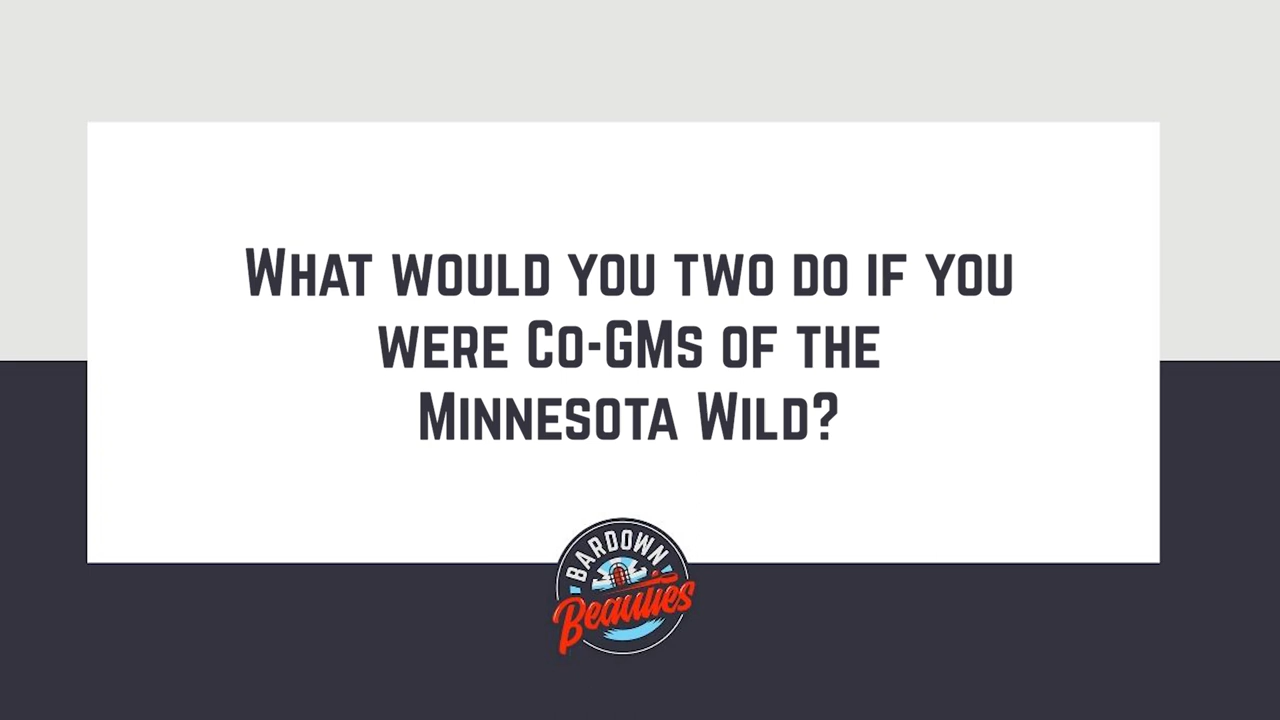 What would you two do if you
were Co-GMs of the
Minnesota Wild?
BARDOWN
Beauties